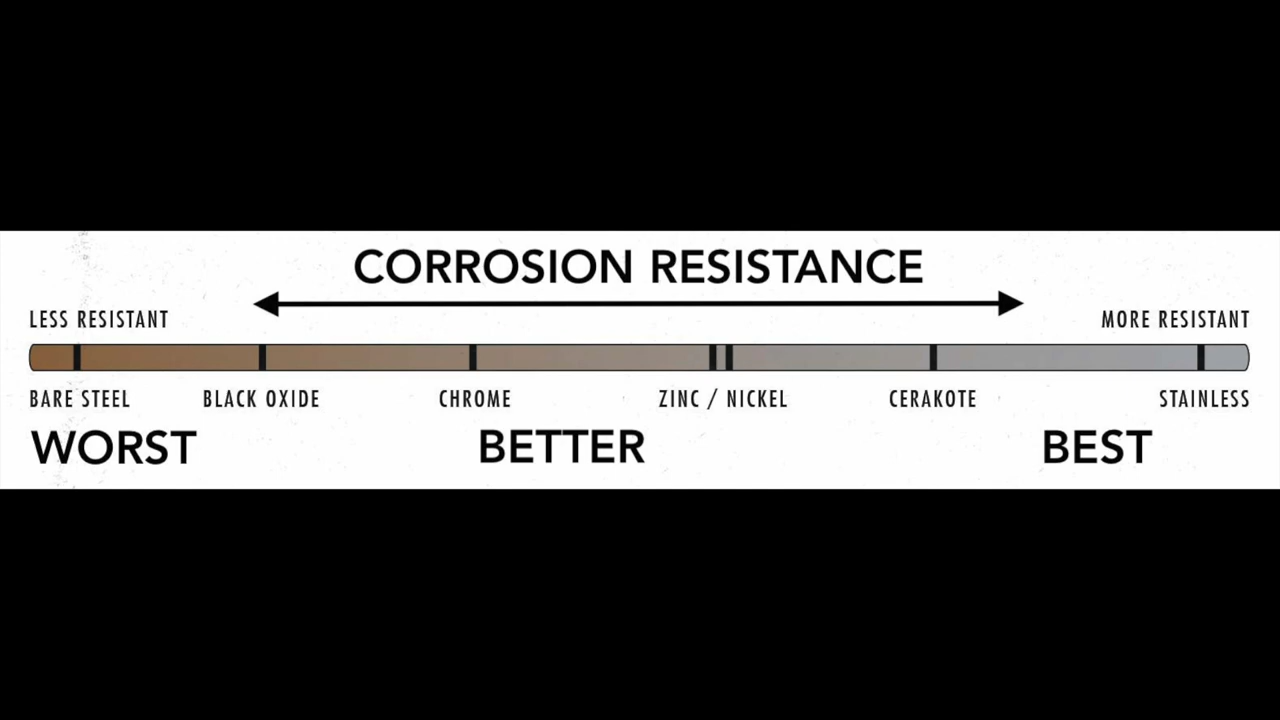 CORROSION RESISTANCE
LESS RESISTANT MORE RESISTANT
BARE STEEL BLACK OXIDE CHROME ZINC / NICKEL CERAKOTE STAINLESS
WORST BETTER BEST